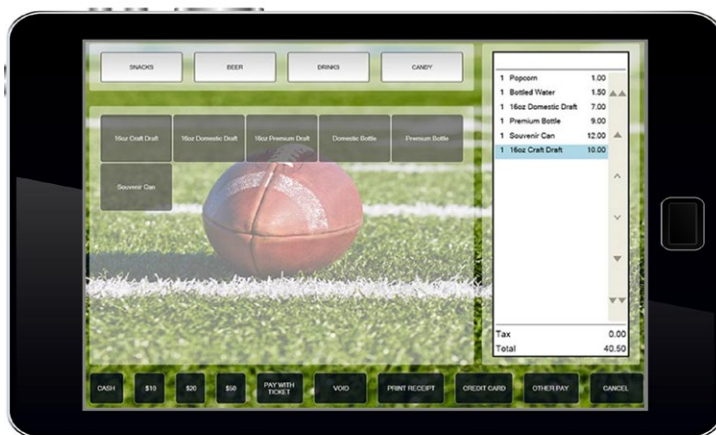 SNACKS
BEER
DRINKS
CANDY
16oz Craft Draft
16oz Domestic Draft
16oz Premium Draft
Domestic Bottle
Premium Bottle
Souvenir Can
1 Popcorn 1.00
1 Bottled Water 1.50
1 16oz Domestic Draft 7.00
1 Premium Bottle 9.00
1 Souvenir Can 12.00
1 16oz Craft Draft 10.00
Tax 0.00
Total 40.50
CASH
$10
$20
$50
PAY WITH
TICKET
VOID
PRINT RECEIPT
CREDIT CARD
OTHER PAY
CANCEL